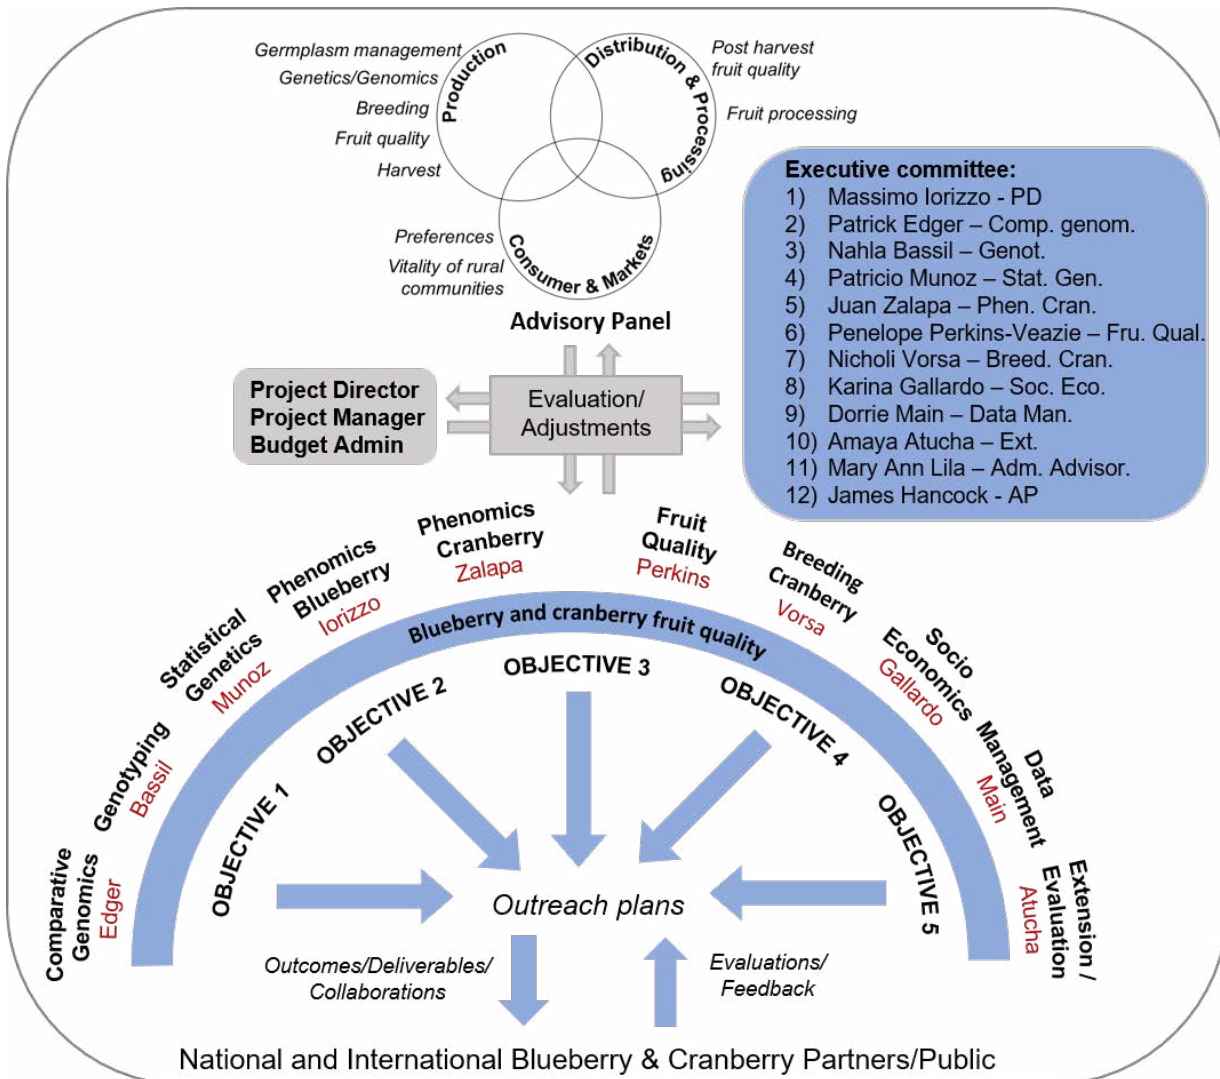 Germplasm management
Genetics/Genomics
Breeding
Fruit quality
Harvest
Production
Distribution & Processing
Post harvest
fruit quality
Fruit processing
Preferences
Vitality of rural
communities
Consumer & Markets
Advisory Panel
Executive committee:
1) Massimo Iorizzo - PD
2) Patrick Edger – Comp. genom.
3) Nahla Bassil – Genot.
4) Patricio Munoz – Stat. Gen.
5) Juan Zalapa – Phen. Cran.
6) Penelope Perkins-Veazie – Fru. Qual.
7) Nicholi Vorsa – Breed. Cran.
8) Karina Gallardo – Soc. Eco.
9) Dorrie Main – Data Man.
10) Amaya Atucha – Ext.
11) Mary Ann Lila – Adm. Advisor.
12) James Hancock - AP
Project Director
Project Manager
Budget Admin
Evaluation/
Adjustments
Comparative
Genomics
Edger
Genotyping
Bassil
Statistical
Genetics
Munoz
Phenomics
Blueberry
Iorizzo
Phenomics
Cranberry
Zalapa
Fruit
Quality
Perkins
Breeding
Cranberry
Vorsa
Socio
Economics
Gallardo
Data
Management
Main
Extension /
Evaluation
Atucha
Blueberry and cranberry fruit quality
OBJECTIVE 1
OBJECTIVE 2
OBJECTIVE 3
OBJECTIVE 4
OBJECTIVE 5
Outreach plans
Outcomes/Deliverables/
Collaborations
Evaluations/
Feedback
National and International Blueberry & Cranberry Partners/Public